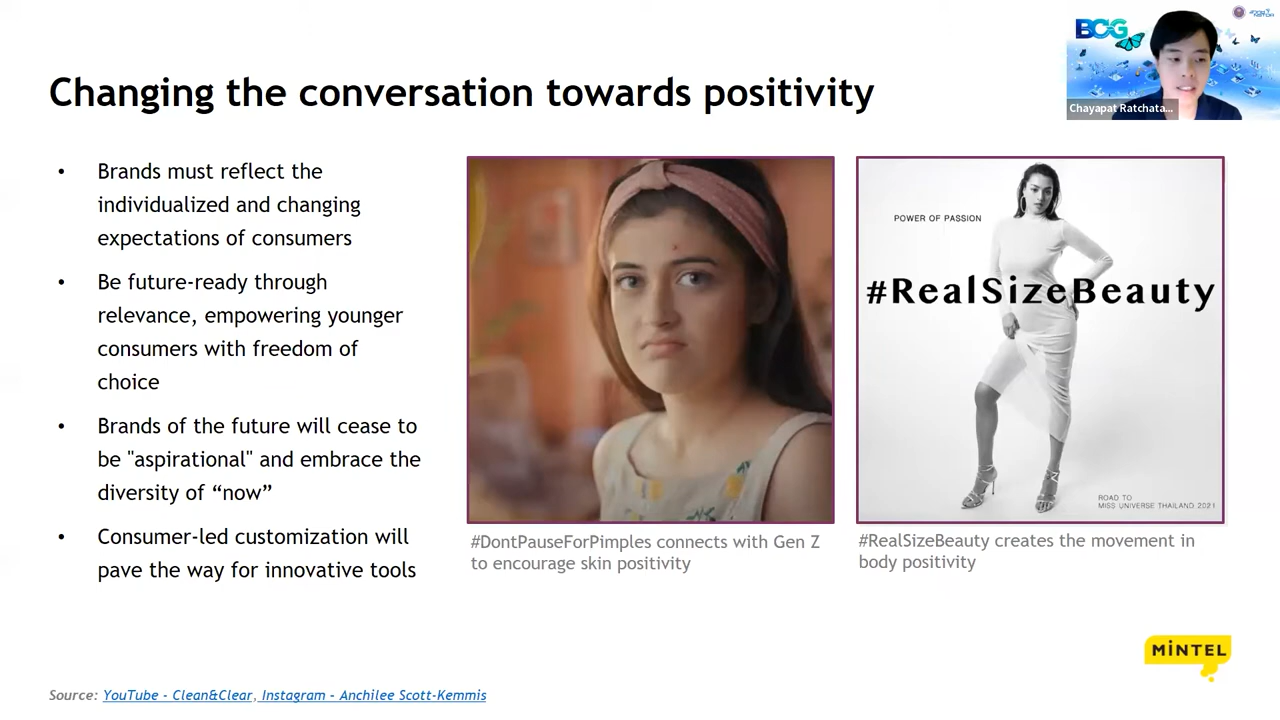 BCG
Chayapat Ratchata...
Changing the conversation towards positivity
• Brands must reflect the
individualized and changing
expectations of consumers
• Be future-ready through
relevance, empowering younger
consumers with freedom of
choice
• Brands of the future will cease to
be "aspirational" and embrace the
diversity of “now”
• Consumer-led customization will
pave the way for innovative tools
POWER OF PASSION
#RealSizeBeauty
ROAD TO
MISS UNIVERSE THAILAND 2021
#DontPauseForPimples connects with Gen Z
to encourage skin positivity
#RealSizeBeauty creates the movement in
body positivity
MINTEL
Source: YouTube - Clean&Clear, Instagram – Anchilee Scott-Kemmis